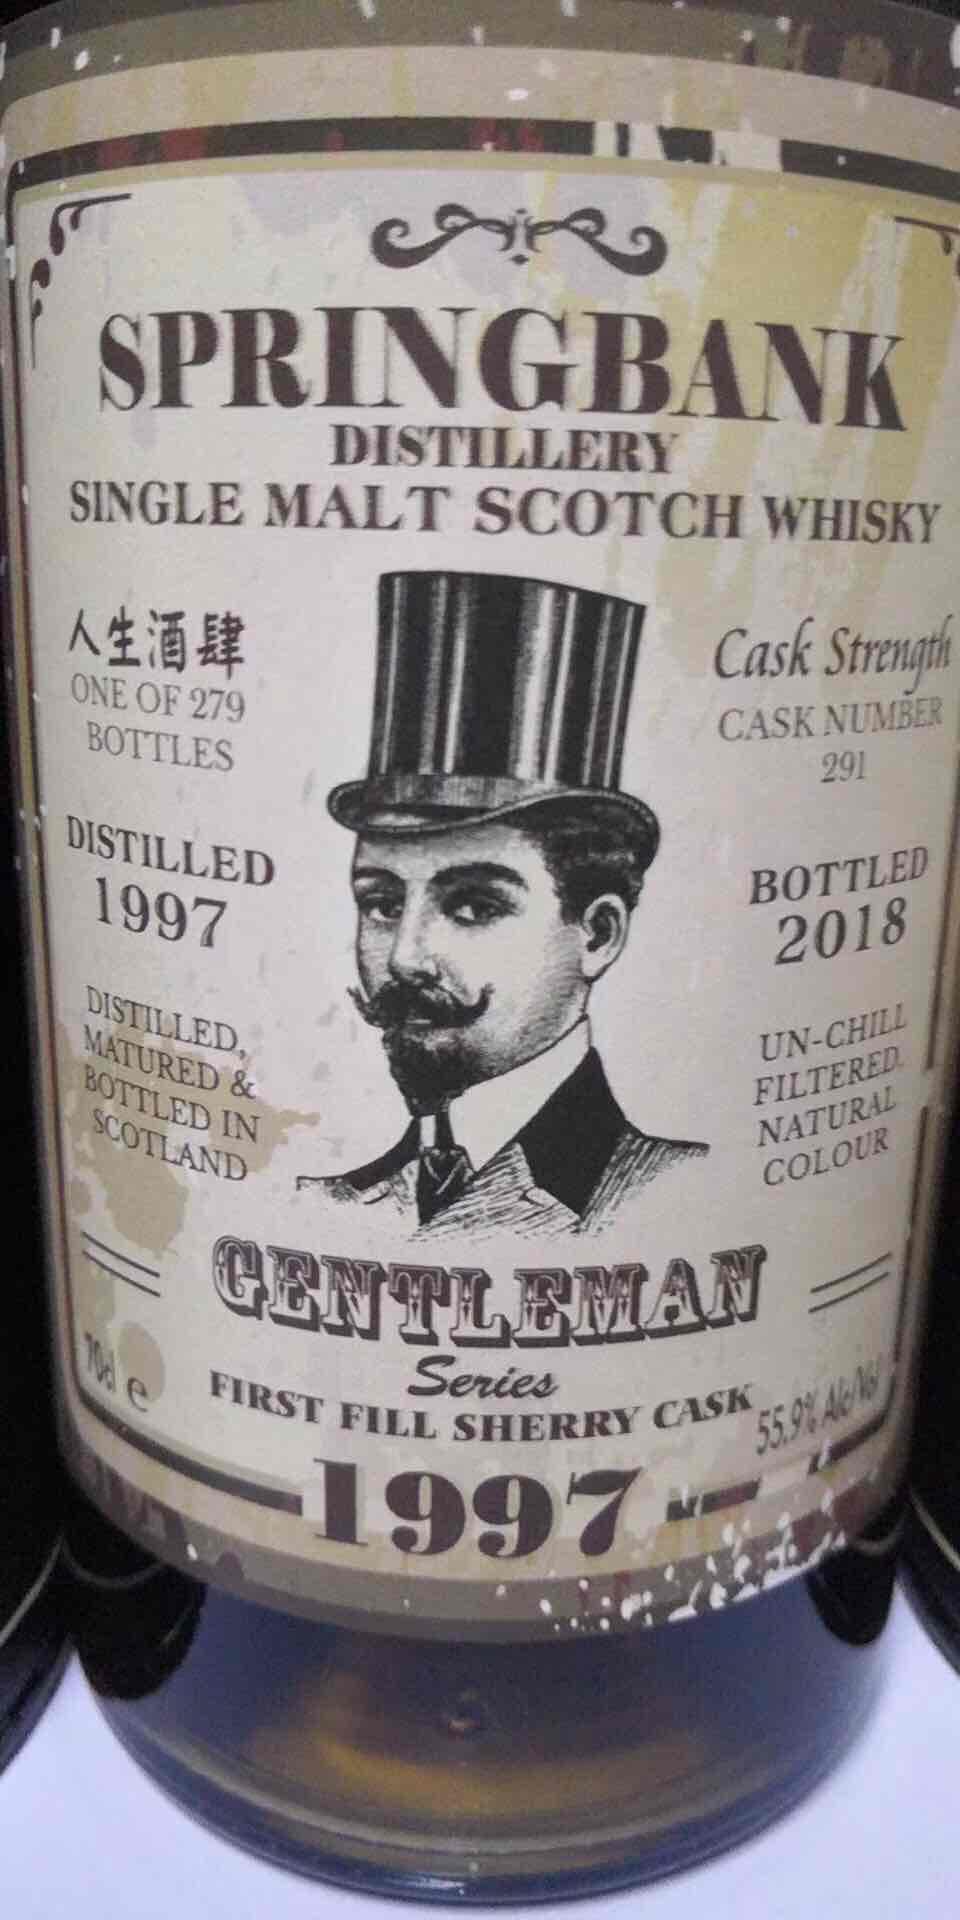 SPRINGBANK
DISTILLERY
SINGLE MALT SCOTCH WHISKY
人生酒肆
ONE OF 279
BOTTLES
DISTILLED
1997
DISTILLED,
MATURED &
BOTTLED IN
SCOTLAND
Cask Strength
CASK NUMBER
291
BOTTLED
2018
UN-CHILL
FILTERED.
NATURAL
COLOUR
GENTLEMAN
Series
FIRST FILL SHERRY CASK
70cl e
55.9% Alc/Vol
1997